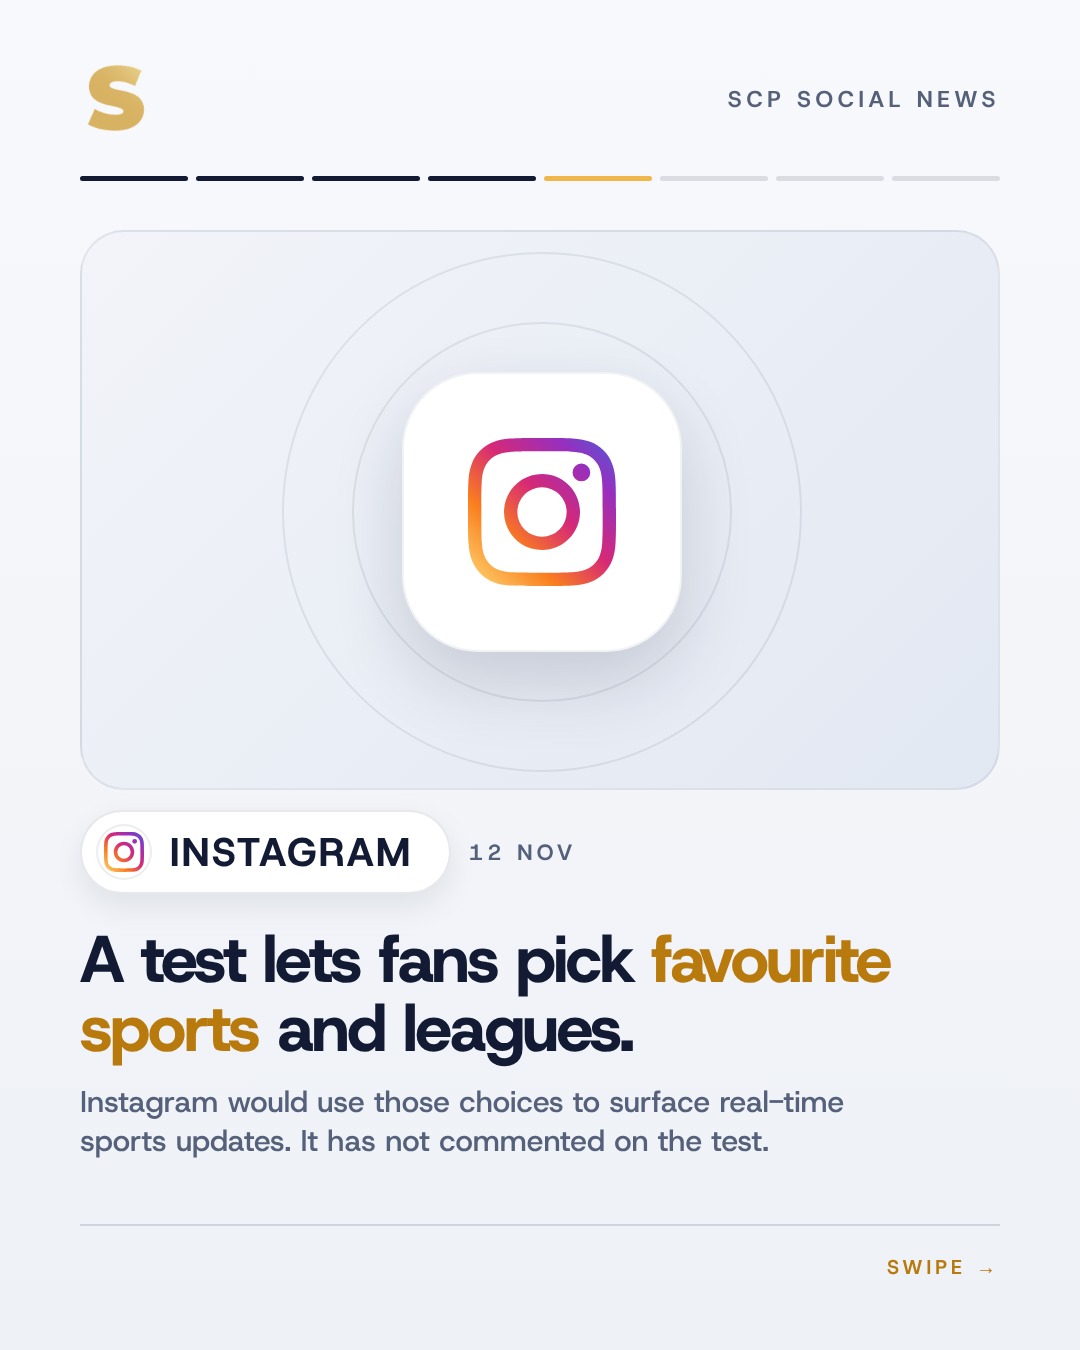 S
SCP SOCIAL NEWS
INSTAGRAM
12 NOV
A test lets fans pick favourite
sports and leagues.
Instagram would use those choices to surface real-time
sports updates. It has not commented on the test.
SWIPE →